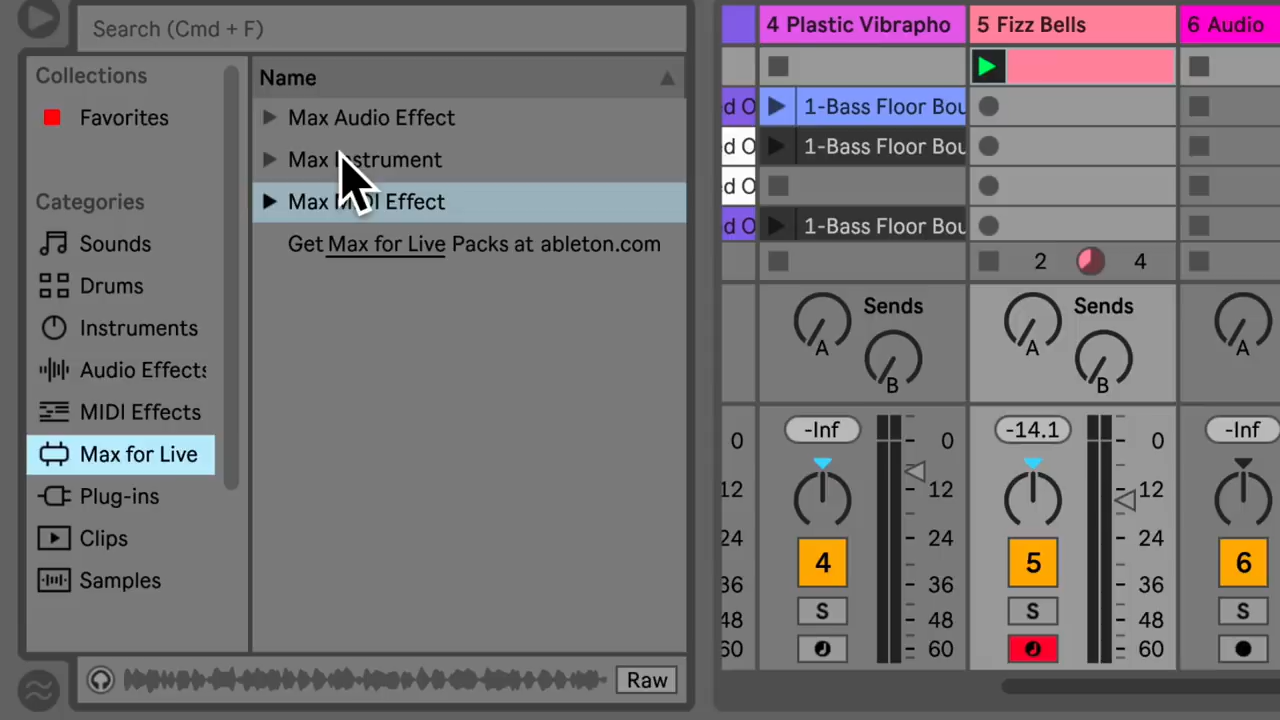 Search (Cmd + F)
Collections
Favorites
Categories
Sounds
Drums
Instruments
Audio Effects
MIDI Effects
Max for Live
Plug-ins
Clips
Samples
Name
Max Audio Effect
Max Instrument
Max MIDI Effect
Get Max for Live Packs at ableton.com
Raw
4 Plastic Vibrapho
5 Fizz Bells
6 Audio
ed O
1-Bass Floor Bou
ed O
1-Bass Floor Bou
ed O
ed O
1-Bass Floor Bou
2
4
Sends
A
B
Sends
A
B
A
-Inf
-14.1
-Inf
0
12
24
36
48
60
0
12
24
36
48
60
0
12
24
36
48
60
4
S
5
S
6
S